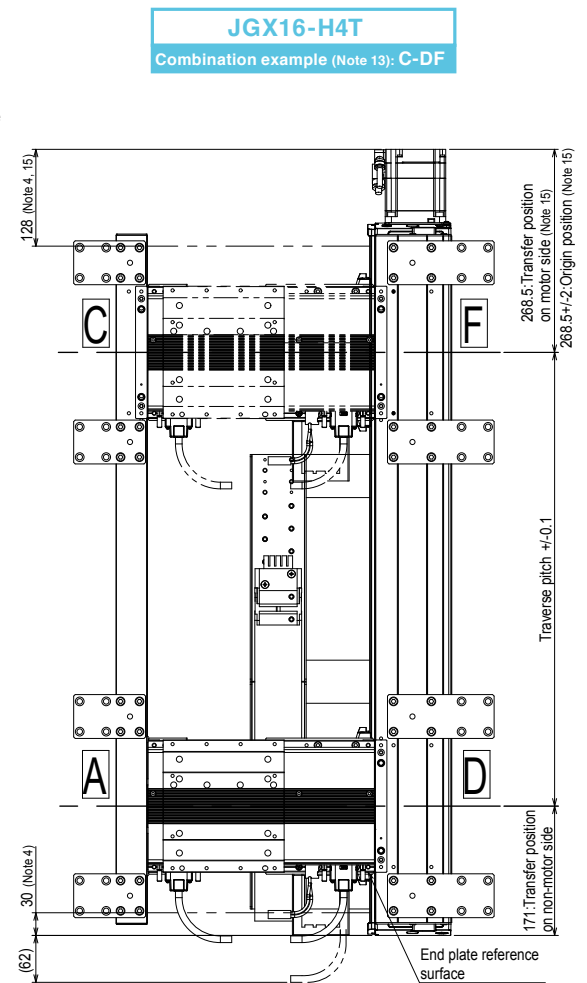 JGX16-H4T
Combination example (Note 13): C-DF
128 (Note 4, 15)
268.5:Transfer position
on motor side (Note 15)
268.5+/-2:Origin position (Note 15)
C
F
Traverse pitch +/-0.1
A
D
30 (Note 4)
(62)
171:Transfer position
on non-motor side
End plate reference
surface